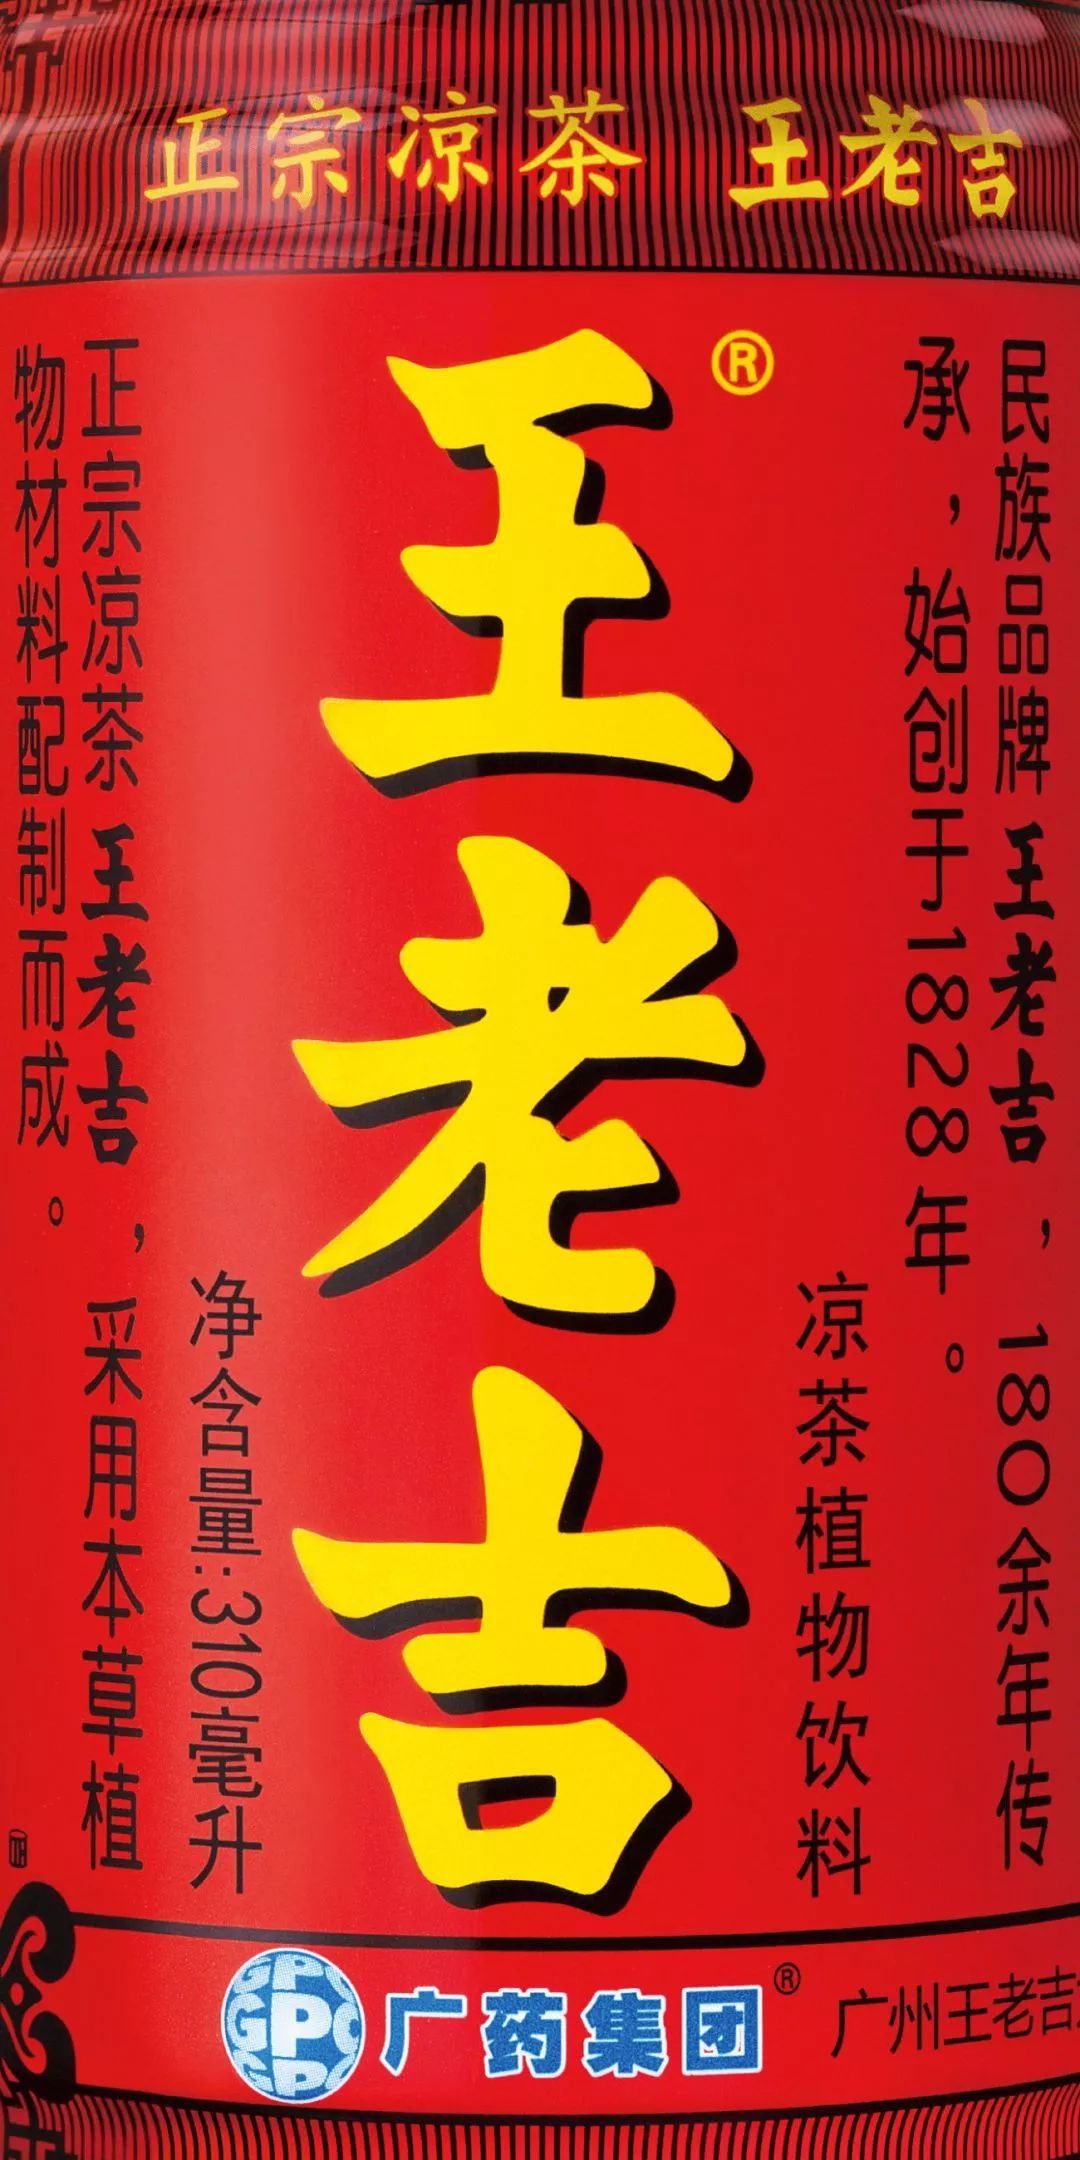 正宗凉茶 王老吉
王老吉®
民族品牌王老吉，180余年传
承，始创于1828年。
凉茶植物饮料
净含量:310毫升
正宗凉茶王老吉，采用本草植
物材料配制而成。
GPC
广药集团®
广州王老吉